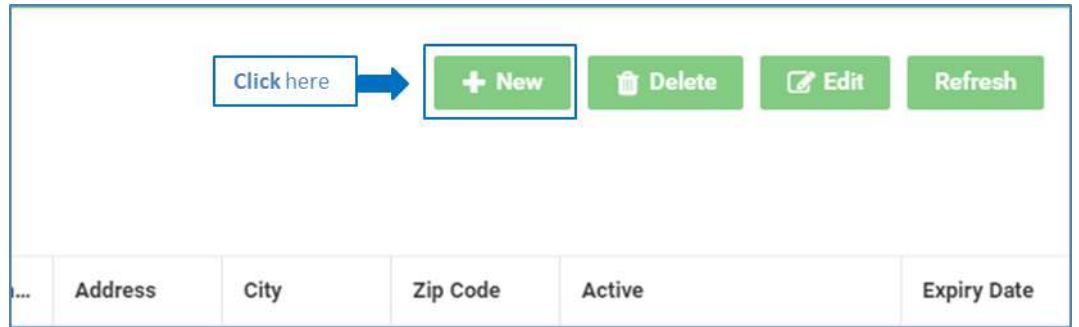 Click here
New
Delete
Edit
Refresh
Address
City
Zip Code
Active
Expiry Date